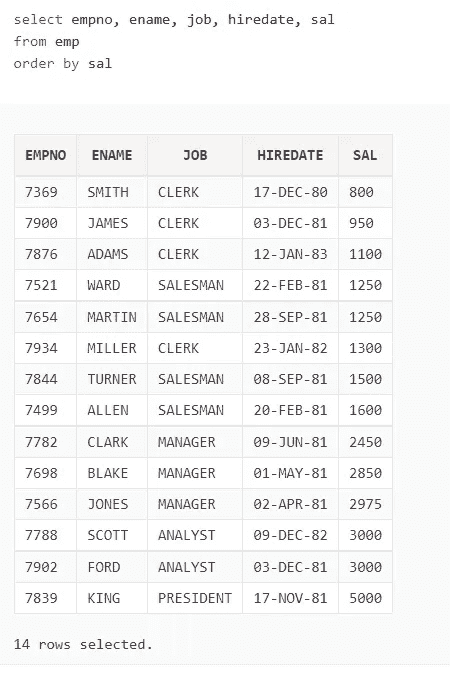 select empno, ename, job, hiredate, sal
from emp
order by sal
EMPNO ENAME JOB HIREDATE SAL
7369 SMITH CLERK 17-DEC-80 800
7900 JAMES CLERK 03-DEC-81 950
7876 ADAMS CLERK 12-JAN-83 1100
7521 WARD SALESMAN 22-FEB-81 1250
7654 MARTIN SALESMAN 28-SEP-81 1250
7934 MILLER CLERK 23-JAN-82 1300
7844 TURNER SALESMAN 08-SEP-81 1500
7499 ALLEN SALESMAN 20-FEB-81 1600
7782 CLARK MANAGER 09-JUN-81 2450
7698 BLAKE MANAGER 01-MAY-81 2850
7566 JONES MANAGER 02-APR-81 2975
7788 SCOTT ANALYST 09-DEC-82 3000
7902 FORD ANALYST 03-DEC-81 3000
7839 KING PRESIDENT 17-NOV-81 5000
14 rows selected.